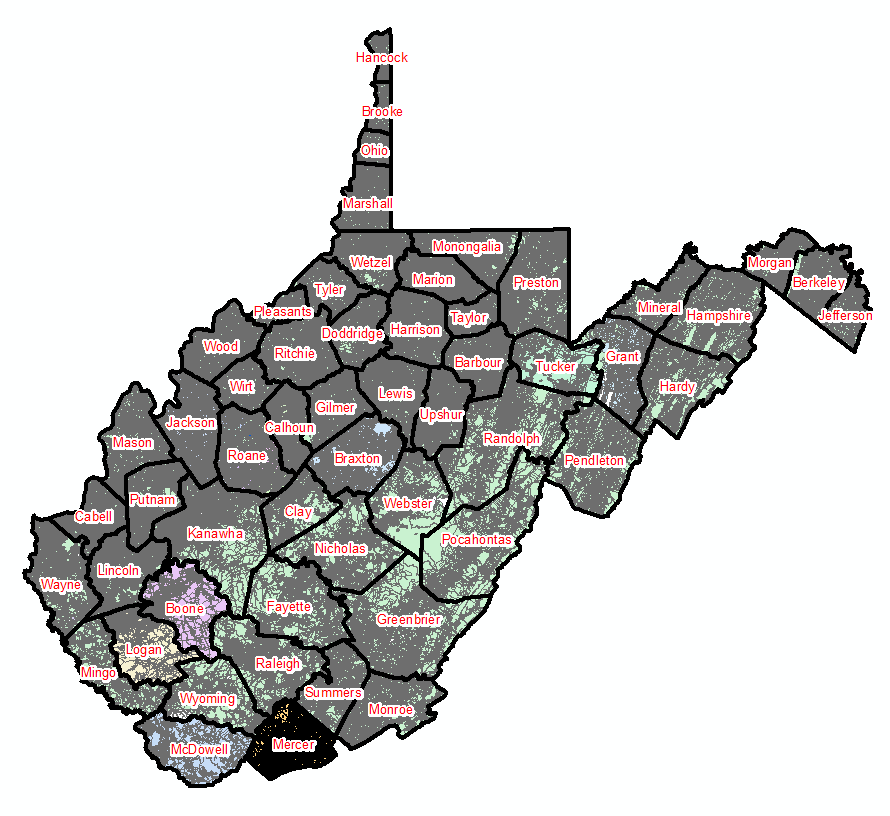 Hancock
Brooke
Ohio
Marshall
Monongalia
Wetzel
Marion
Preston
Morgan
Berkeley
Jefferson
Mineral
Hampshire
Tyler
Pleasants
Doddridge
Harrison
Taylor
Wood
Ritchie
Barbour
Tucker
Grant
Hardy
Wirt
Lewis
Gilmer
Upshur
Jackson
Calhoun
Randolph
Mason
Roane
Braxton
Pendleton
Putnam
Webster
Clay
Cabell
Kanawha
Nicholas
Pocahontas
Lincoln
Wayne
Boone
Fayette
Greenbrier
Logan
Raleigh
Mingo
Wyoming
Summers
Monroe
McDowell
Mercer